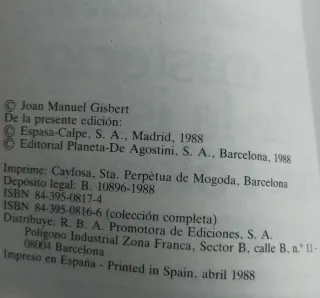 © Joan Manuel Gisbert
De la presente edición:
© Espasa-Calpe, S. A., Madrid, 1988
© Editorial Planeta-De Agostini, S. A., Barcelona, 1988
Imprime: Cayfosa, Sta. Perpètua de Mogoda, Barcelona
Depósito legal: B. 10896-1988
ISBN 84-395-0817-4
ISBN 84-395-0816-6 (colección completa)
Distribuye: R. B. A. Promotora de Ediciones, S. A.
Polígono Industrial Zona Franca, Sector B, calle B, n.º 11 -
08004 Barcelona
Impreso en España - Printed in Spain, abril 1988